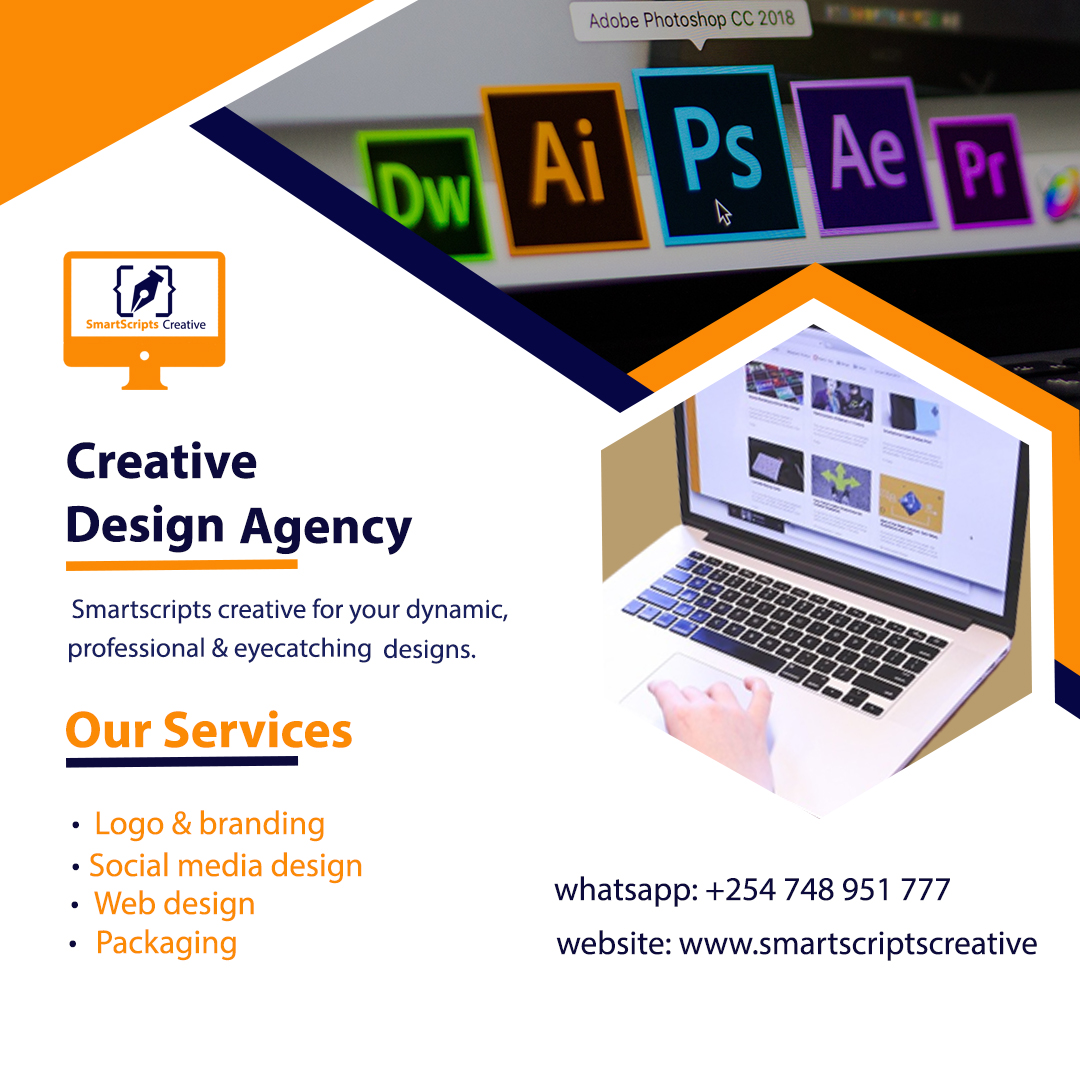 Adobe Photoshop CC 2018
Dw
Ai
Ps
Ae
Pr
SmartScripts Creative
Creative
Design Agency
Smartscripts creative for your dynamic,
professional & eyecatching designs.
Our Services
• Logo & branding
• Social media design
• Web design
• Packaging
whatsapp: +254 748 951 777
website: www.smartscriptscreative